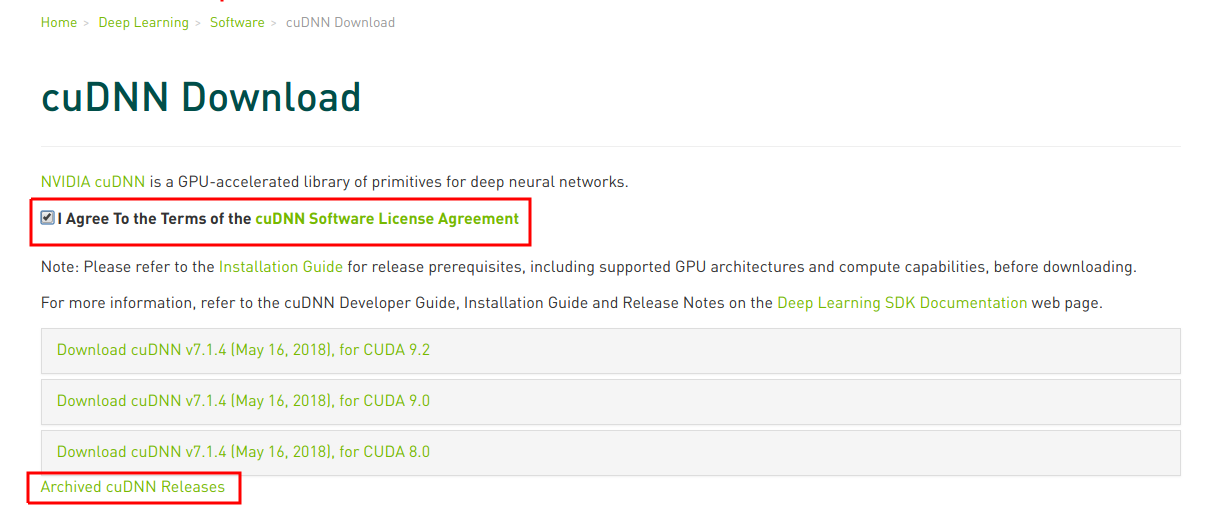 Home > Deep Learning > Software > cuDNN Download
cuDNN Download
NVIDIA cuDNN is a GPU-accelerated library of primitives for deep neural networks.
I Agree To the Terms of the cuDNN Software License Agreement
Note: Please refer to the Installation Guide for release prerequisites, including supported GPU architectures and compute capabilities, before downloading.
For more information, refer to the cuDNN Developer Guide, Installation Guide and Release Notes on the Deep Learning SDK Documentation web page.
Download cuDNN v7.1.4 (May 16, 2018), for CUDA 9.2
Download cuDNN v7.1.4 (May 16, 2018), for CUDA 9.0
Download cuDNN v7.1.4 (May 16, 2018), for CUDA 8.0
Archived cuDNN Releases